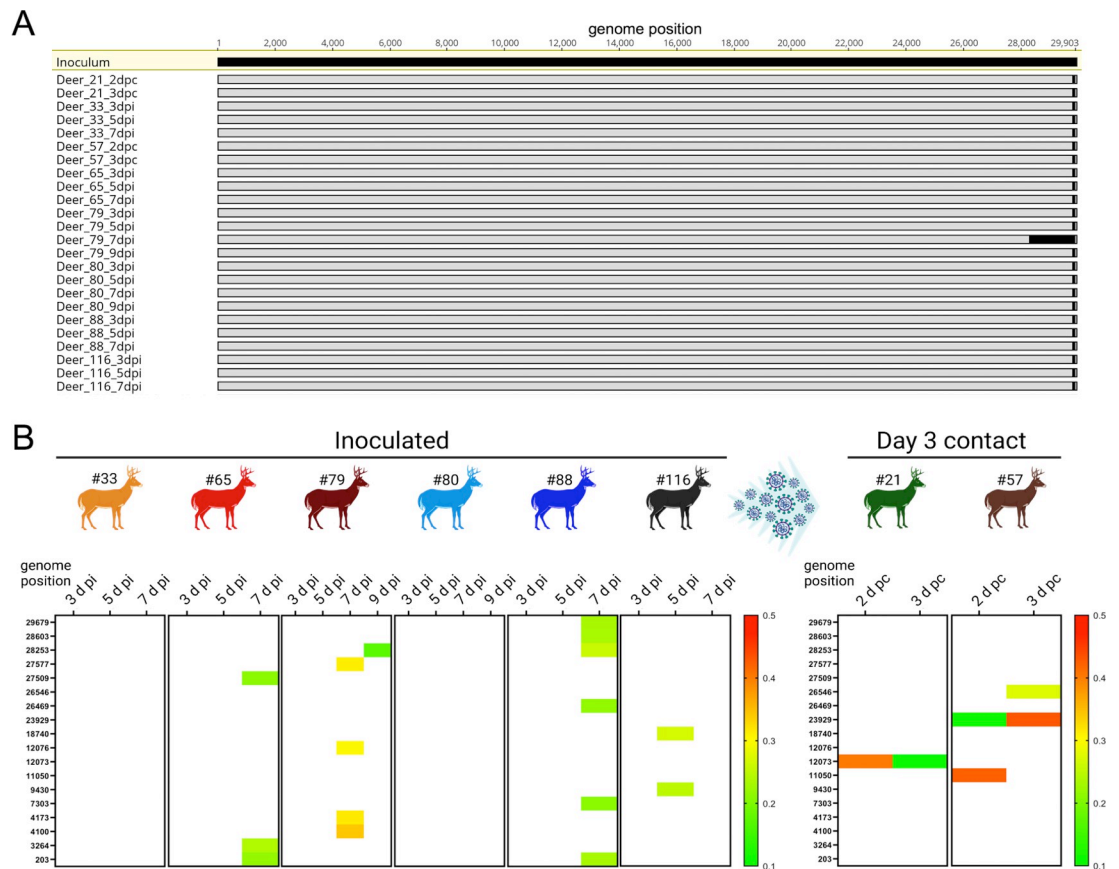 A
genome position
1 2,000 4,000 6,000 8,000 10,000 12,000 14,000 16,000 18,000 20,000 22,000 24,000 26,000 28,000 29,903
Inoculum
Deer_21_2dpc
Deer_21_3dpc
Deer_33_3dpi
Deer_33_5dpi
Deer_33_7dpi
Deer_57_2dpc
Deer_57_3dpc
Deer_65_3dpi
Deer_65_5dpi
Deer_65_7dpi
Deer_79_3dpi
Deer_79_5dpi
Deer_79_7dpi
Deer_79_9dpi
Deer_80_3dpi
Deer_80_5dpi
Deer_80_7dpi
Deer_80_9dpi
Deer_88_3dpi
Deer_88_5dpi
Deer_88_7dpi
Deer_116_3dpi
Deer_116_5dpi
Deer_116_7dpi
B
Inoculated Day 3 contact
#33 #65 #79 #80 #88 #116 #21 #57
genome
position
3 d pi 5 d pi 7 d pi 3 d pi 5 d pi 7 d pi 3 d pi 5 d pi 7 d pi 9 d pi 3 d pi 5 d pi 7 d pi 9 d pi 3 d pi 5 d pi 7 d pi 3 d pi 5 d pi 7 d pi
29679
28603
28253
27577
27509
26546
26469
23929
18740
12076
12073
11050
9430
7303
4173
4100
3264
203
0.5
0.4
0.3
0.2
0.1
genome
position
2 d pc 3 d pc 2 d pc 3 d pc
29679
28603
28253
27577
27509
26546
26469
23929
18740
12076
12073
11050
9430
7303
4173
4100
3264
203
0.5
0.4
0.3
0.2
0.1